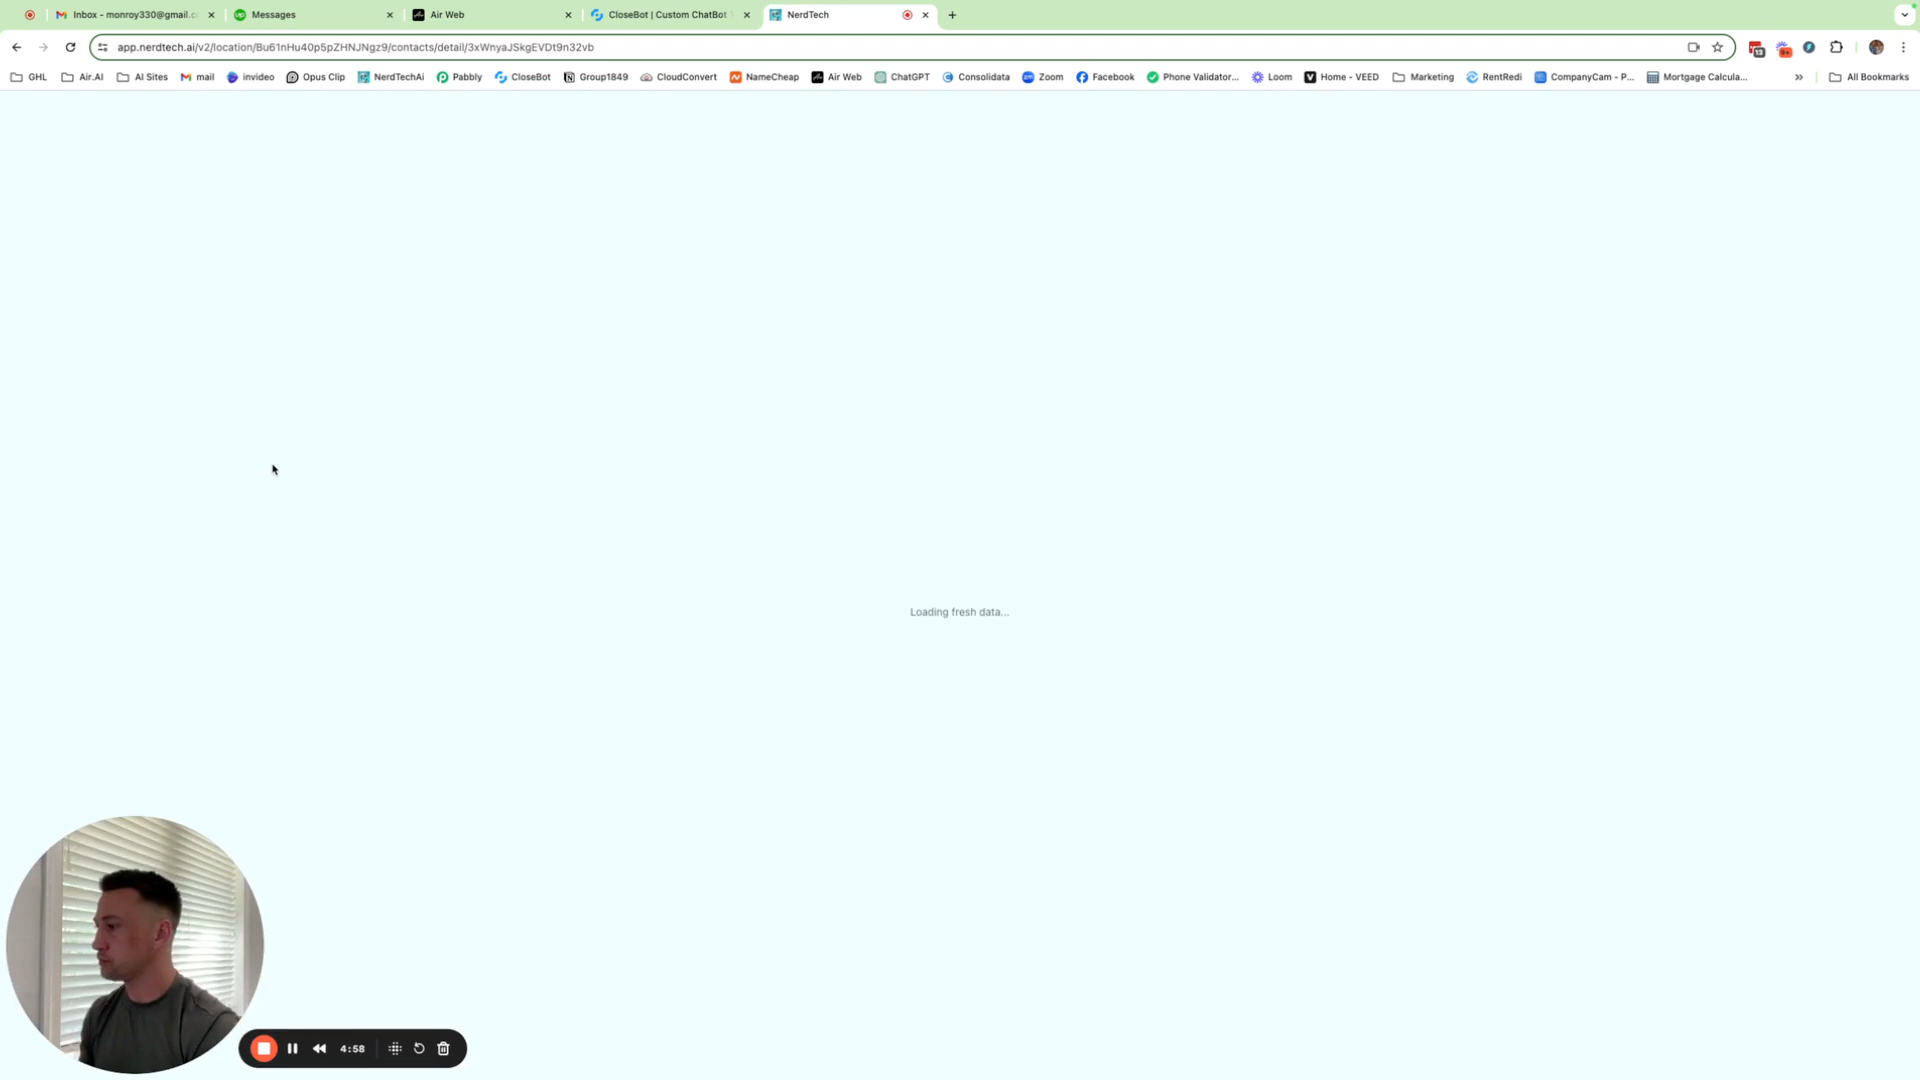 Inbox - monroy330@gmail.c
Messages
Air Web
CloseBot | Custom ChatBot
NerdTech
app.nerdtech.ai/v2/location/Bu61nHu40p5pZHNJNgz9/contacts/detail/3xWnyaJSkgEVDt9n32vb
GHL Air.AI AI Sites mail invideo Opus Clip NerdTechAi Pabbly CloseBot Group1849 CloudConvert NameCheap Air Web ChatGPT Consolidata Zoom Facebook Phone Validator... Loom Home - VEED Marketing RentRedi CompanyCam - P... Mortgage Calcula... » All Bookmarks
Loading fresh data...
4:58